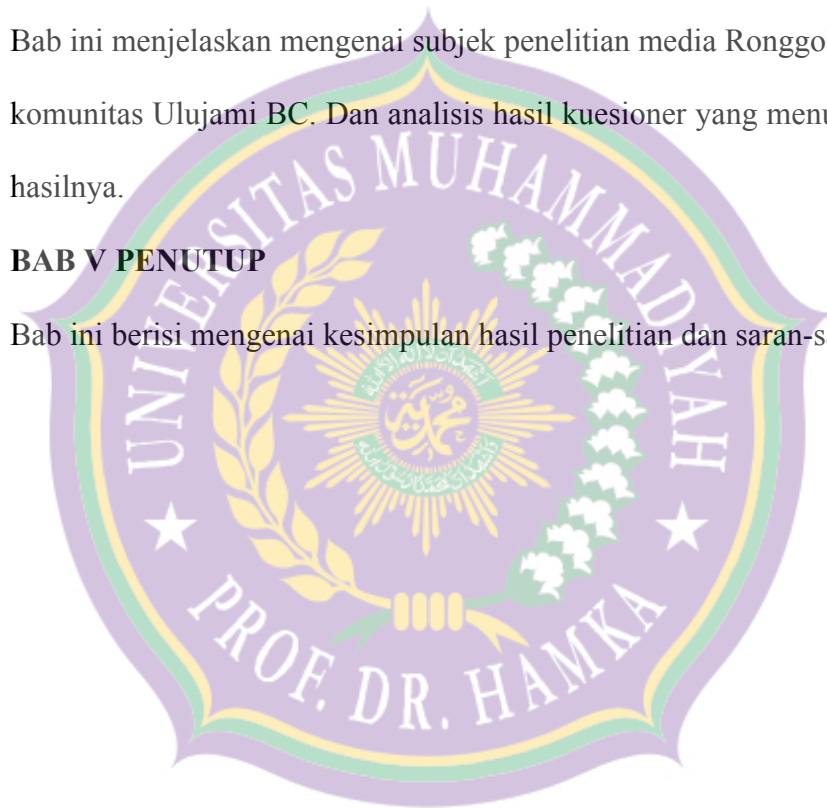 Bab ini menjelaskan mengenai subjek penelitian media Ronggo
komunitas Ulujami BC. Dan analisis hasil kuesioner yang menu
hasilnya.
BAB V PENUTUP
Bab ini berisi mengenai kesimpulan hasil penelitian dan saran-sa
UNIVERSITAS MUHAMMADIYAH
PROF. DR. HAMKA